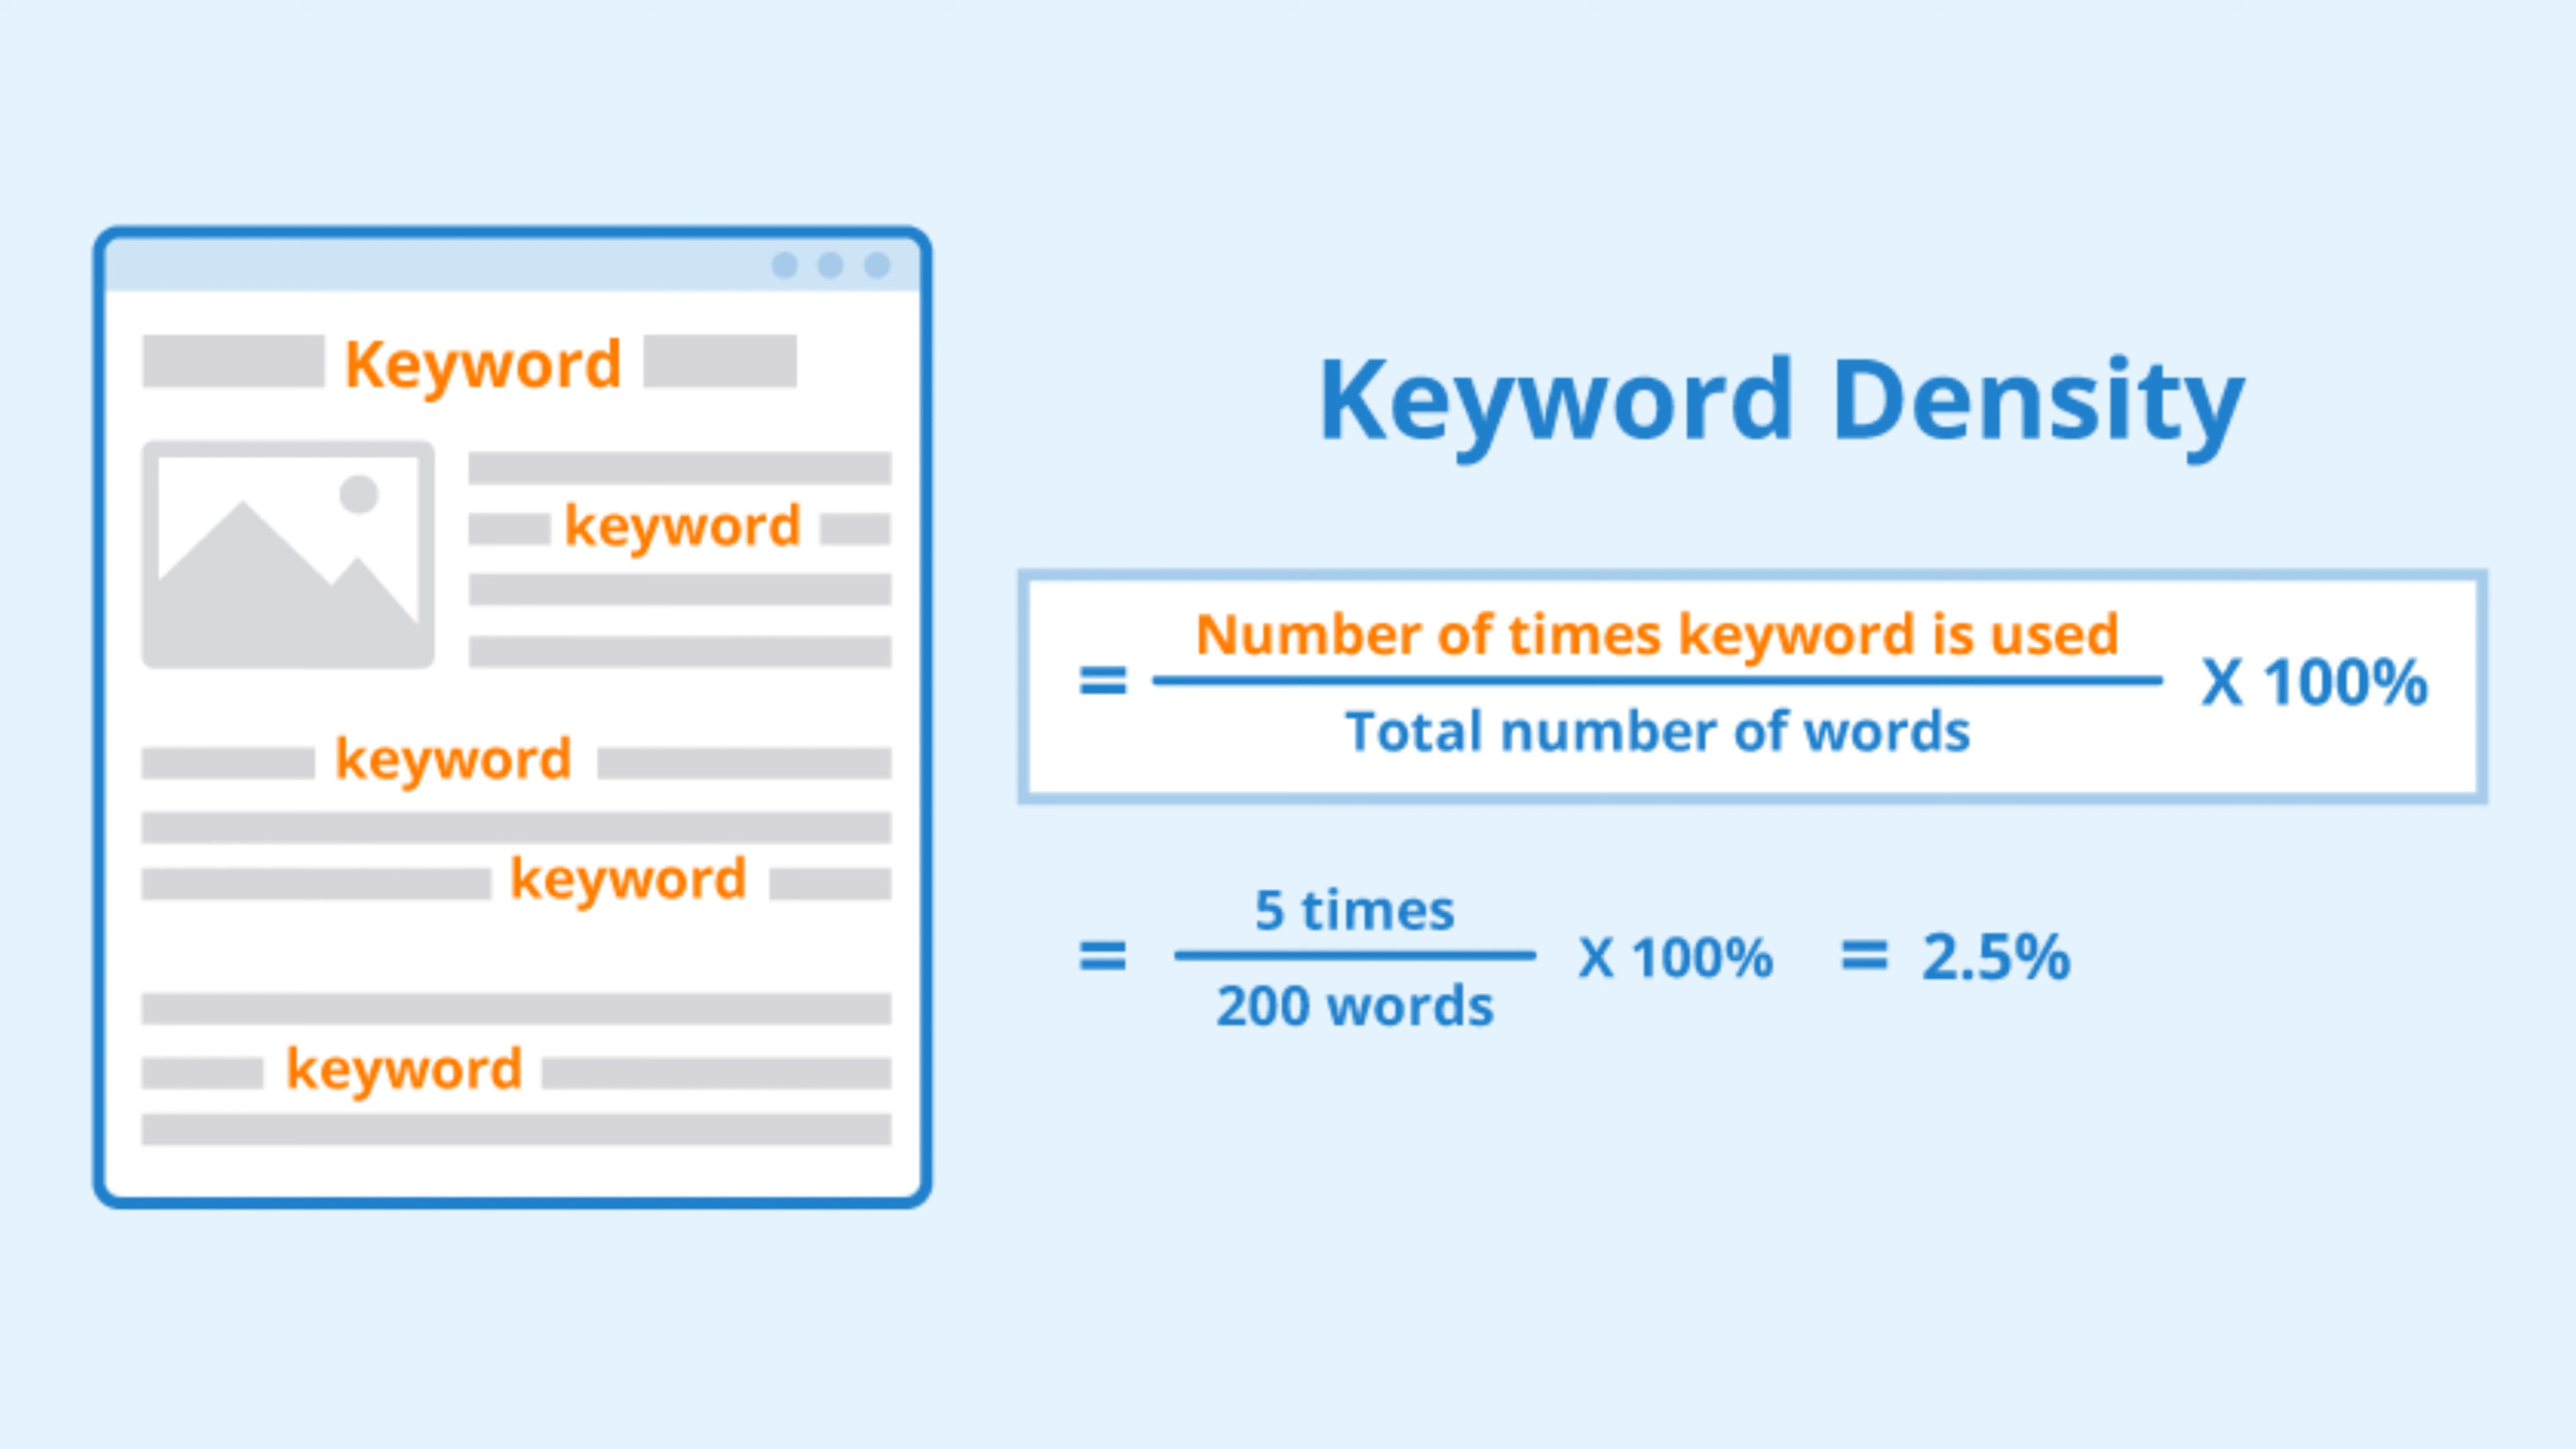 Keyword
keyword
keyword
keyword
keyword
Keyword Density
= Number of times keyword is used X 100%
Total number of words
= 5 times X 100% = 2.5%
200 words